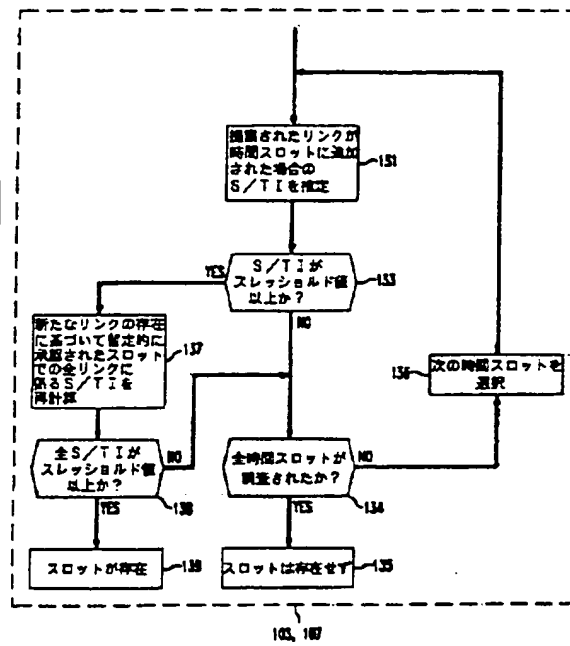 提案されたリンクが
時間スロットに追加
された場合の
S/TIを推定
131
S/TIが
スレッショルド値
以上か?
133
YES
NO
新たなリンクの存在
に基づいて暫定的に
承認されたスロット
での全リンクに
係るS/TIを
再計算
137
次の時間スロットを
選択
136
全S/TIが
スレッショルド値
以上か?
138
NO
YES
全時間スロットが
調査されたか?
134
NO
YES
スロットが存在
139
スロットは存在せず
135
103, 107